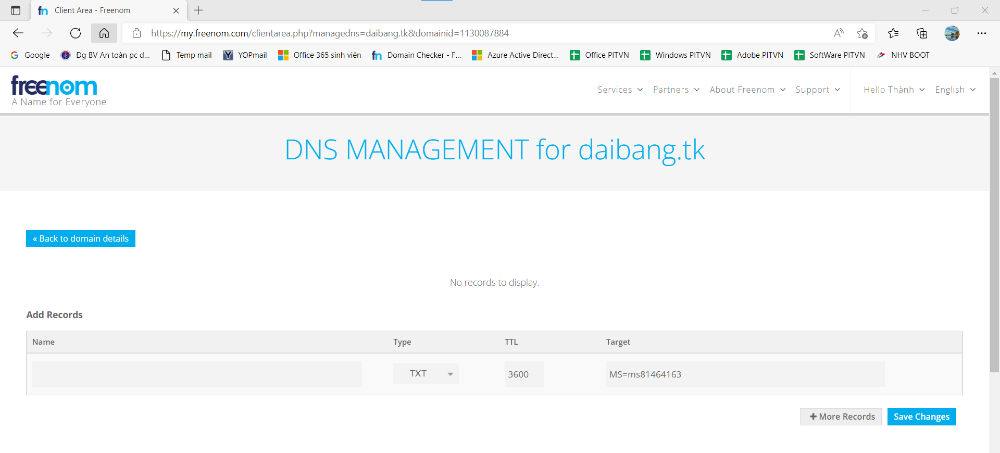 Client Area - Freenom
https://my.freenom.com/clientarea.php?managedns=daibang.tk&domainid=1130087884
Google
Đg BV An toàn pc d...
Temp mail
YOPmail
Office 365 sinh viên
Domain Checker - F...
Azure Active Direct...
Office PITVN
Windows PITVN
Adobe PITVN
SoftWare PITVN
NHV BOOT
freenom
A Name for Everyone
Services
Partners
About Freenom
Support
Hello Thành
English
DNS MANAGEMENT for daibang.tk
« Back to domain details
No records to display.
Add Records
Name Type TTL Target
TXT 3600 MS=ms81464163
+ More Records
Save Changes